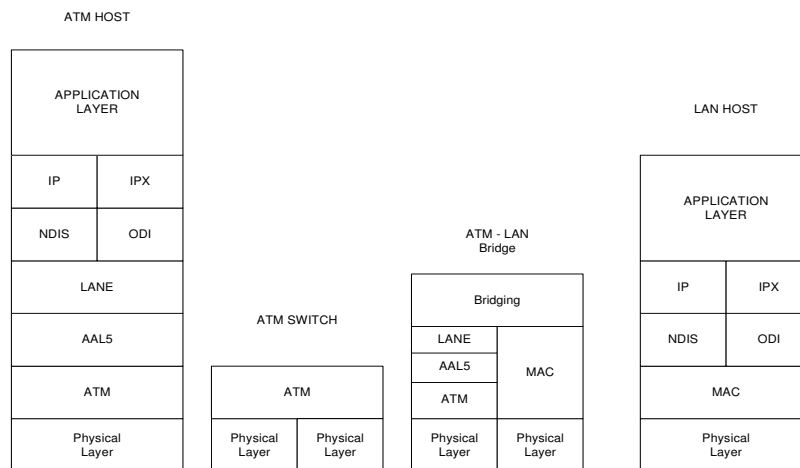 ATM HOST
APPLICATION
LAYER
IP
IPX
NDIS
ODI
LANE
AAL5
ATM
Physical
Layer
ATM SWITCH
ATM
Physical
Layer
Physical
Layer
ATM - LAN
Bridge
Bridging
LANE
AAL5
ATM
MAC
Physical
Layer
Physical
Layer
LAN HOST
APPLICATION
LAYER
IP
IPX
NDIS
ODI
MAC
Physical
Layer